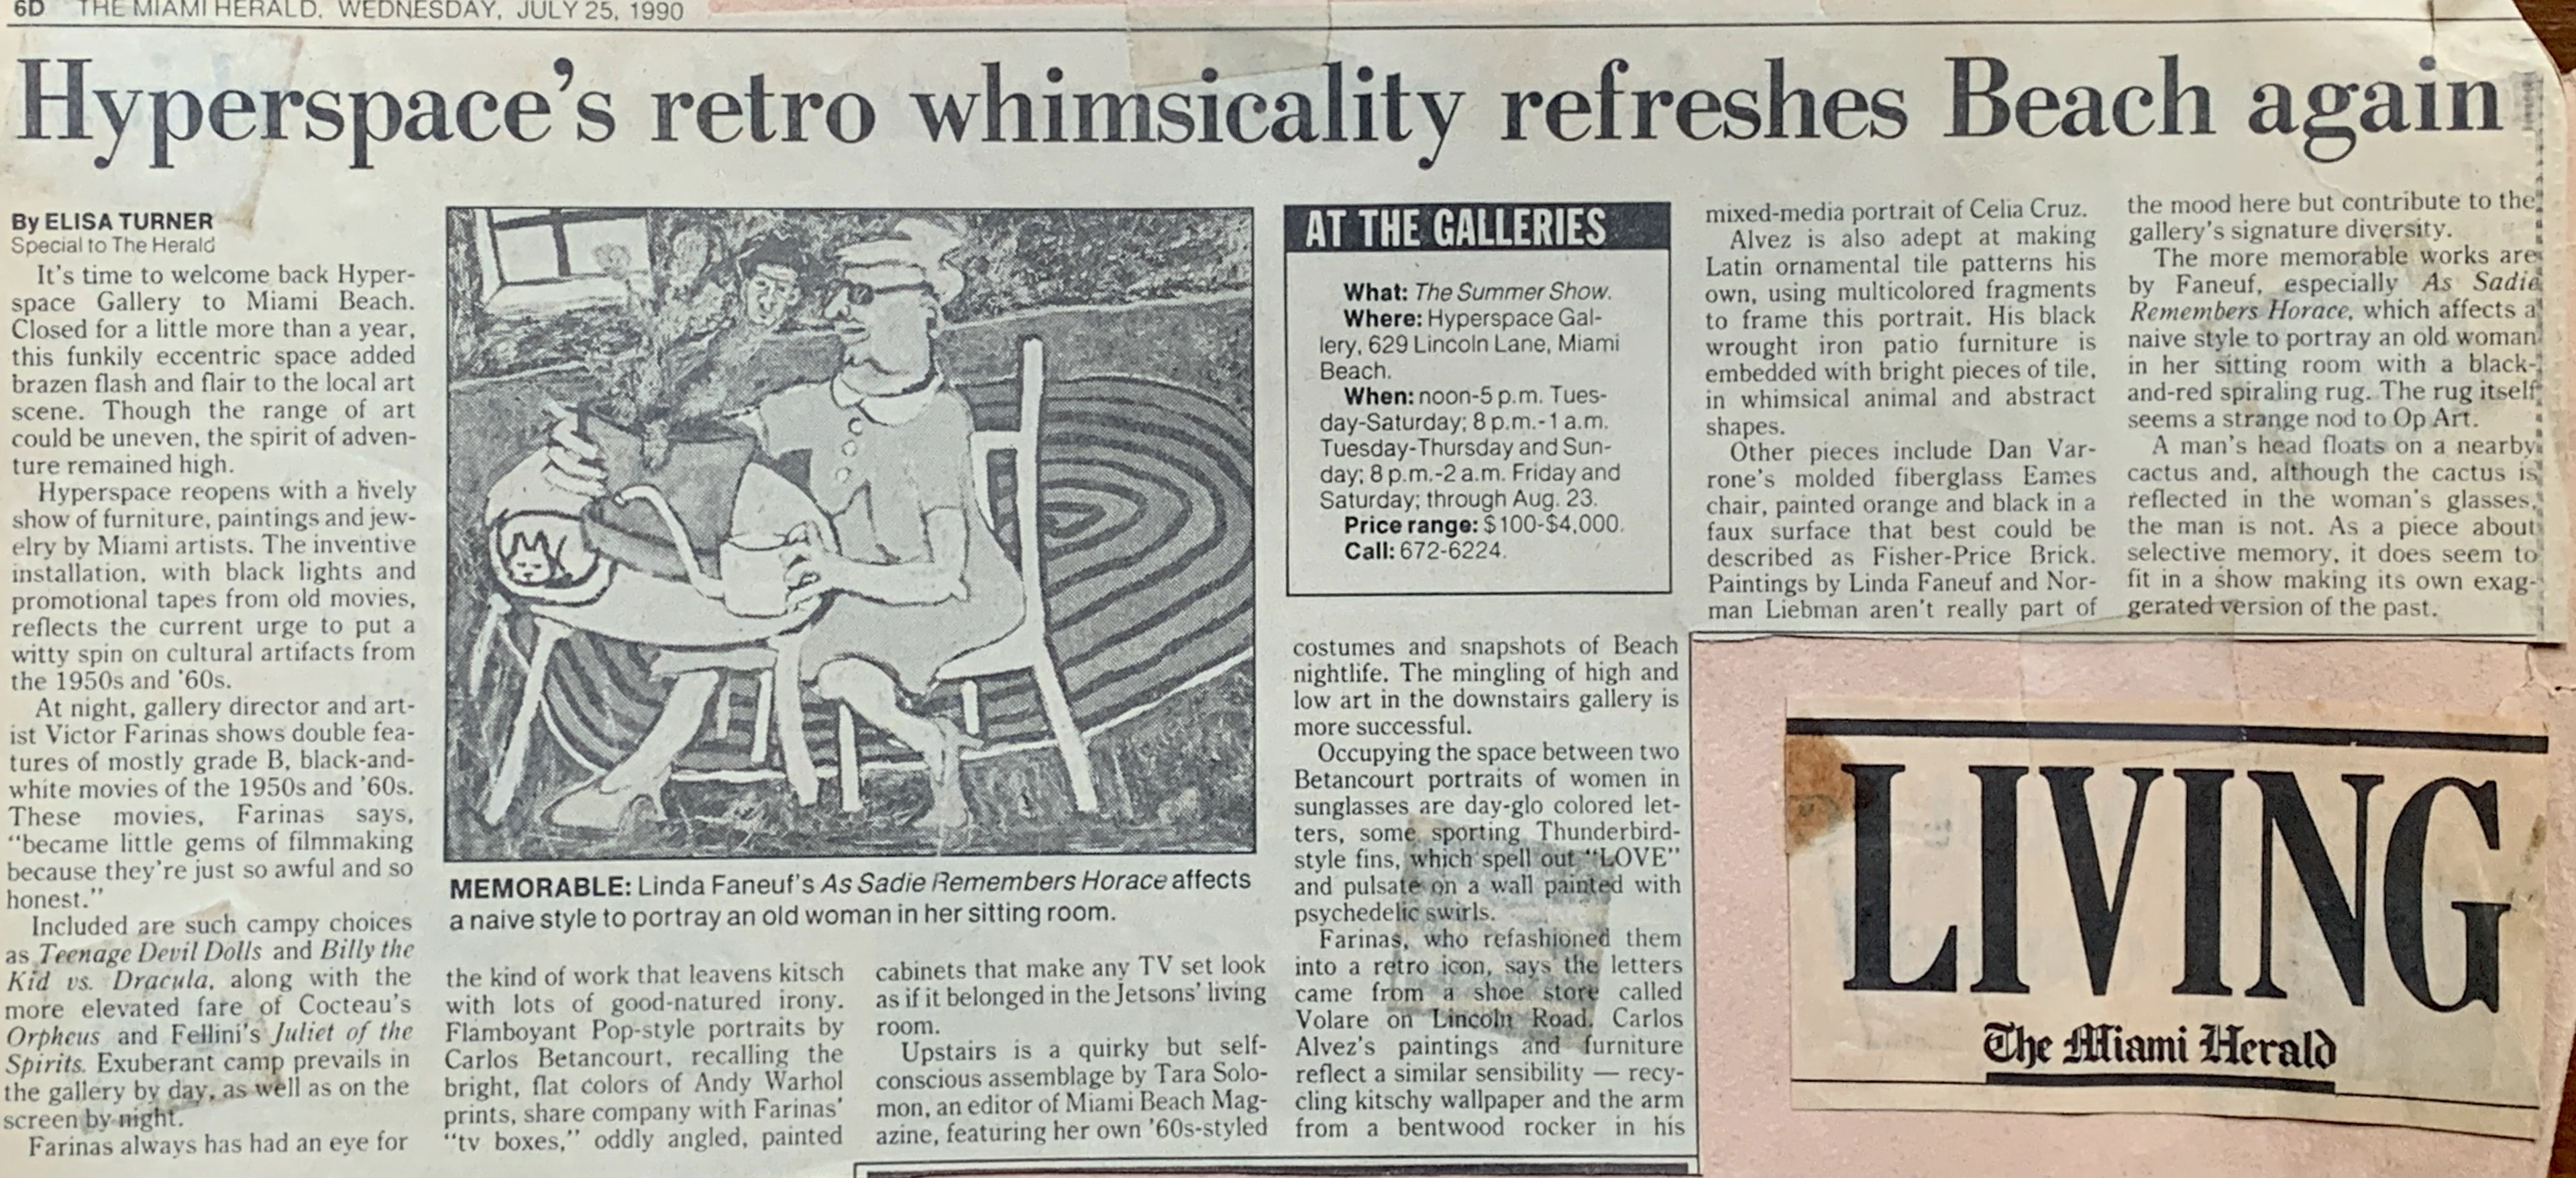 6D THE MIAMI HERALD, WEDNESDAY, JULY 25, 1990
Hyperspace's retro whimsicality refreshes Beach again
By ELISA TURNER
Special to The Herald
It's time to welcome back Hyper-
space Gallery to Miami Beach.
Closed for a little more than a year,
this funkily eccentric space added
brazen flash and flair to the local art
scene. Though the range of art
could be uneven, the spirit of adven-
ture remained high.
Hyperspace reopens with a lively
show of furniture, paintings and jew-
elry by Miami artists. The inventive
installation, with black lights and
promotional tapes from old movies,
reflects the current urge to put a
witty spin on cultural artifacts from
the 1950s and '60s.
At night, gallery director and art-
ist Victor Farinas shows double fea-
tures of mostly grade B, black-and-
white movies of the 1950s and '60s.
These movies, Farinas says,
"became little gems of filmmaking
because they're just so awful and so
honest."
Included are such campy choices
as Teenage Devil Dolls and Billy the
Kid vs. Dracula, along with the
more elevated fare of Cocteau's
Orpheus and Fellini's Juliet of the
Spirits. Exuberant camp prevails in
the gallery by day, as well as on the
screen by night.
Farinas always has had an eye for
MEMORABLE: Linda Faneuf's As Sadie Remembers Horace affects
a naive style to portray an old woman in her sitting room.
the kind of work that leavens kitsch
with lots of good-natured irony.
Flamboyant Pop-style portraits by
Carlos Betancourt, recalling the
bright, flat colors of Andy Warhol
prints, share company with Farinas'
"tv boxes," oddly angled, painted
cabinets that make any TV set look
as if it belonged in the Jetsons' living
room.
Upstairs is a quirky but self-
conscious assemblage by Tara Solo-
mon, an editor of Miami Beach Mag-
azine, featuring her own '60s-styled
AT THE GALLERIES
What: The Summer Show.
Where: Hyperspace Gal-
lery, 629 Lincoln Lane, Miami
Beach.
When: noon-5 p.m. Tues-
day-Saturday; 8 p.m.-1 a.m.
Tuesday-Thursday and Sun-
day; 8 p.m.-2 a.m. Friday and
Saturday; through Aug. 23.
Price range: $100-$4,000.
Call: 672-6224.
costumes and snapshots of Beach
nightlife. The mingling of high and
low art in the downstairs gallery is
more successful.
Occupying the space between two
Betancourt portraits of women in
sunglasses are day-glo colored let-
ters, some sporting Thunderbird-
style fins, which spell out "LOVE"
and pulsate on a wall painted with
psychedelic swirls.
Farinas, who refashioned them
into a retro icon, says the letters
came from a shoe store called
Volare on Lincoln Road. Carlos
Alvez's paintings and furniture
reflect a similar sensibility — recy-
cling kitschy wallpaper and the arm
from a bentwood rocker in his
mixed-media portrait of Celia Cruz.
Alvez is also adept at making
Latin ornamental tile patterns his
own, using multicolored fragments
to frame this portrait. His black
wrought iron patio furniture is
embedded with bright pieces of tile,
in whimsical animal and abstract
shapes.
Other pieces include Dan Var-
rone's molded fiberglass Eames
chair, painted orange and black in a
faux surface that best could be
described as Fisher-Price Brick.
Paintings by Linda Faneuf and Nor-
man Liebman aren't really part of
the mood here but contribute to the
gallery's signature diversity.
The more memorable works are
by Faneuf, especially As Sadie
Remembers Horace, which affects a
naive style to portray an old woman
in her sitting room with a black-
and-red spiraling rug. The rug itself
seems a strange nod to Op Art.
A man's head floats on a nearby
cactus and, although the cactus is
reflected in the woman's glasses,
the man is not. As a piece about
selective memory, it does seem to
fit in a show making its own exag-
gerated version of the past.
LIVING
The Miami Herald